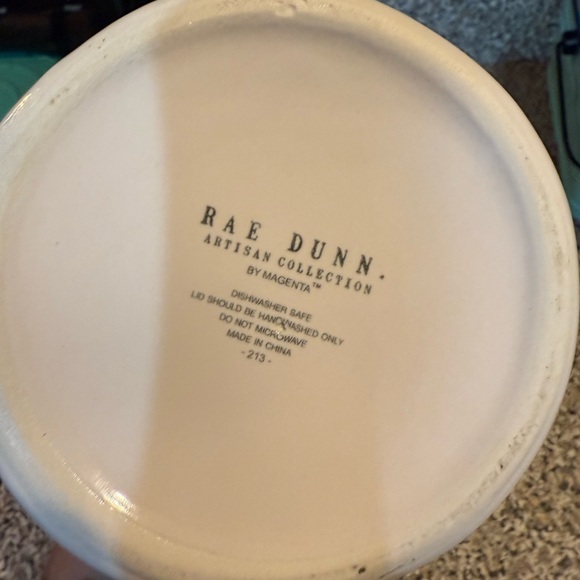 RAE DUNN.
ARTISAN COLLECTION
BY MAGENTA™
DISHWASHER SAFE
LID SHOULD BE HANDWASHED ONLY
DO NOT MICROWAVE
MADE IN CHINA
- 213 -